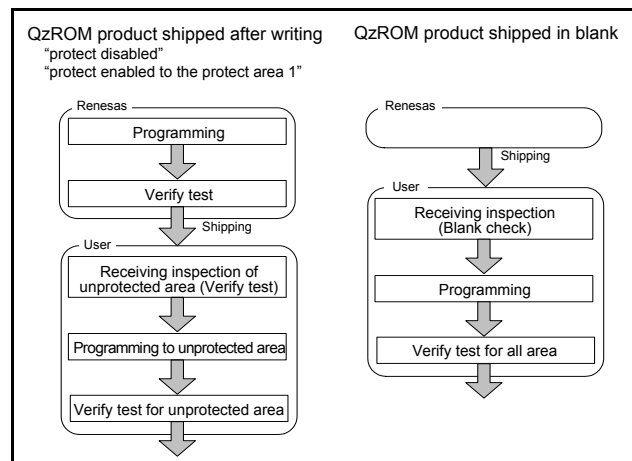 QzROM product shipped after writing
“protect disabled”
“protect enabled to the protect area 1”
Renesas
Programming
Verify test
Shipping
User
Receiving inspection of
unprotected area (Verify test)
Programming to unprotected area
Verify test for unprotected area
QzROM product shipped in blank
Renesas
Shipping
User
Receiving inspection
(Blank check)
Programming
Verify test for all area